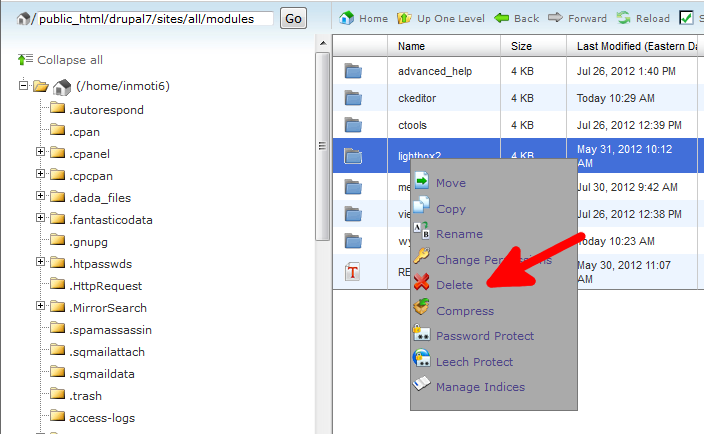 / public_html/drupal7/sites/all/modules Go
Home Up One Level Back Forward Reload
Collapse all
(/home/inmoti6)
.autorespond
.cpan
.cpanel
.cpcpan
.dada_files
.fantasticodata
.gnupg
.htpasswds
.HttpRequest
.MirrorSearch
.spamassassin
.sqmailattach
.sqmaildata
.trash
access-logs
Name Size Last Modified (Eastern Da
advanced_help 4 KB Jul 26, 2012 1:40 PM
ckeditor 4 KB Today 10:29 AM
ctools 4 KB Jul 26, 2012 12:39 PM
lightbox2 4 KB May 31, 2012 10:12
AM
me Jul 30, 2012 9:42 AM
vie Jul 26, 2012 12:38 PM
wy Today 10:23 AM
RE May 30, 2012 11:07
AM
Move
Copy
Rename
Change Permissions
Delete
Compress
Password Protect
Leech Protect
Manage Indices